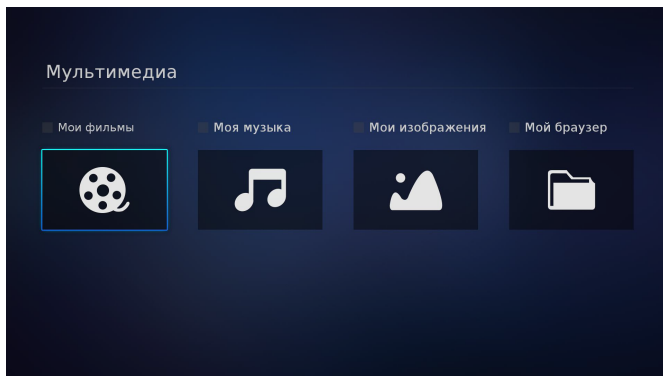 Мультимедиа
Мои фильмы
Моя музыка
Мои изображения
Мой браузер